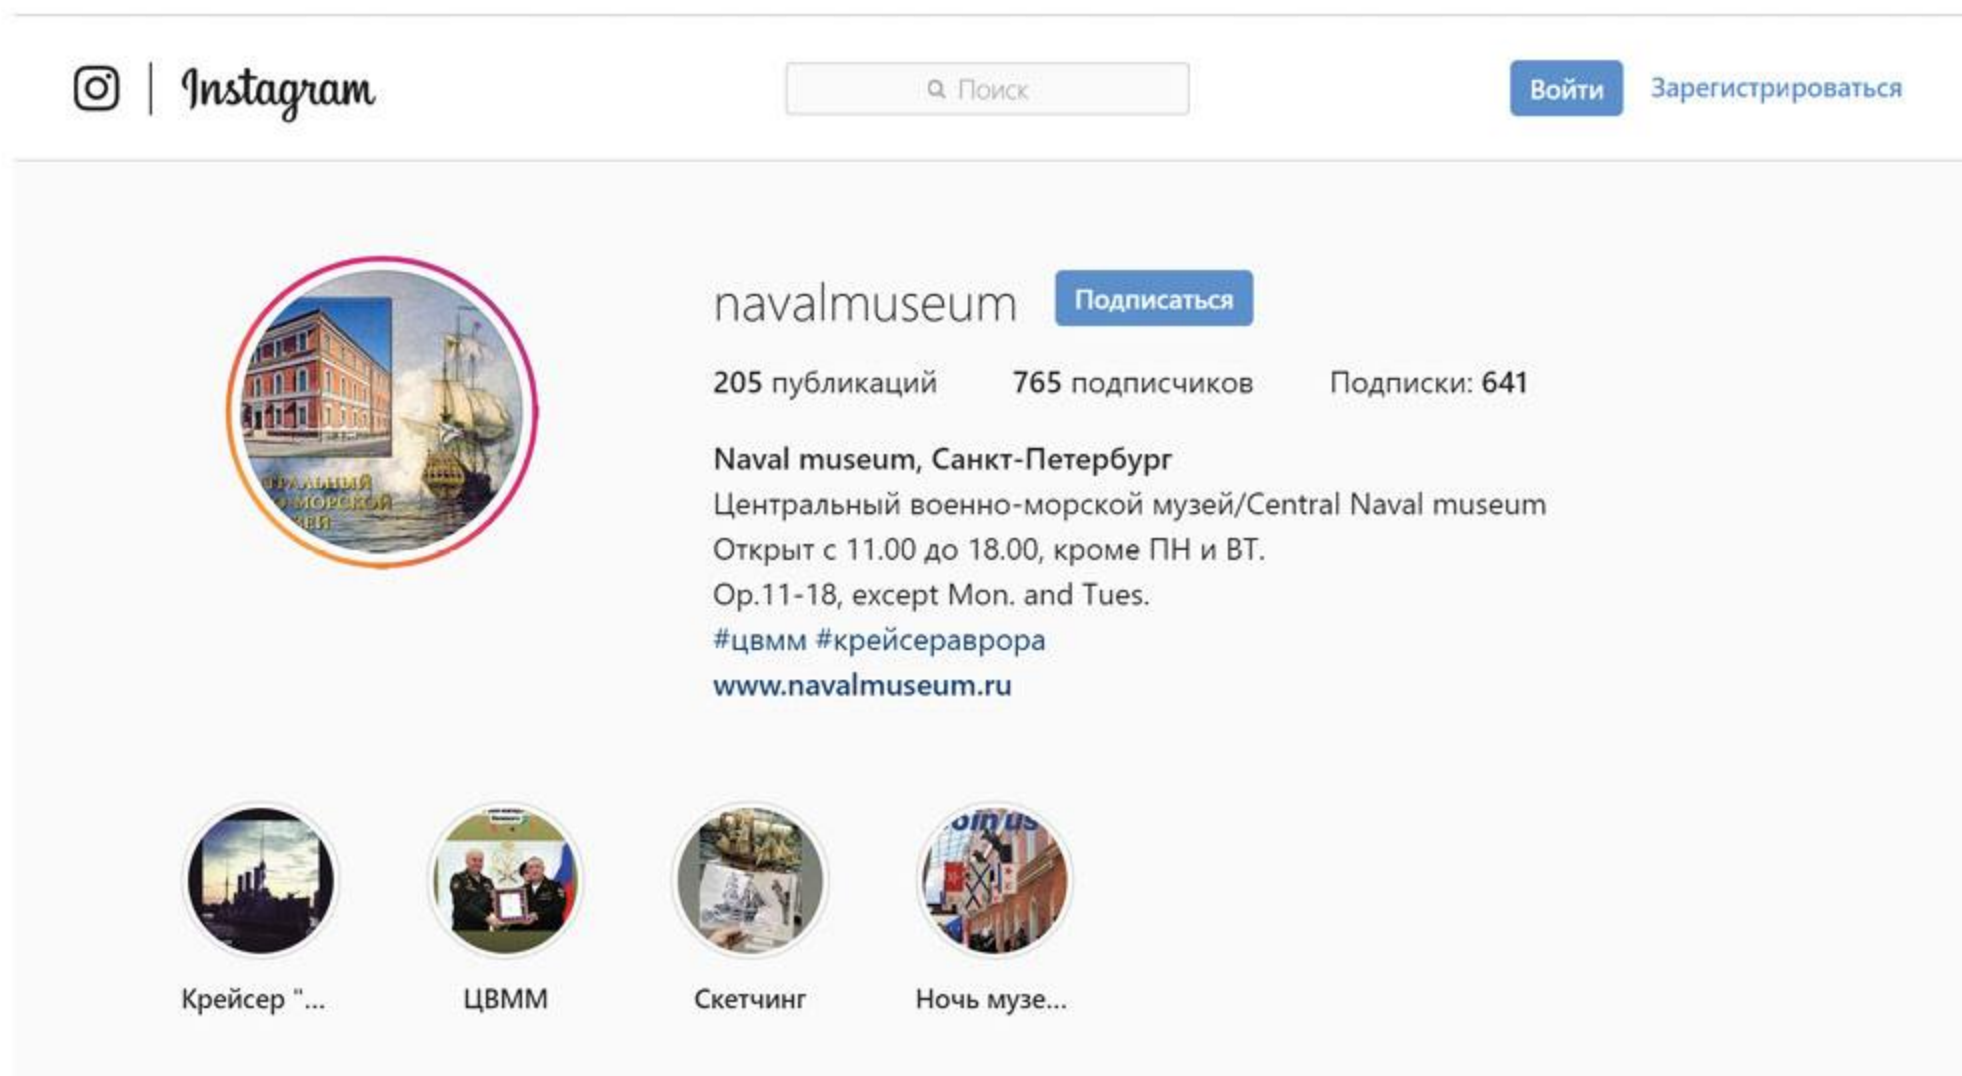 Instagram
Поиск
Войти
Зарегистрироваться
navalmuseum
Подписаться
205 публикаций 765 подписчиков Подписки: 641
Naval museum, Санкт-Петербург
Центральный военно-морской музей/Central Naval museum
Открыт с 11.00 до 18.00, кроме ПН и ВТ.
Op.11-18, except Mon. and Tues.
#цвмм #крейсераврора
www.navalmuseum.ru
МОРСКОЙ
Крейсер "...
ЦВММ
Скетчинг
Ночь музе...